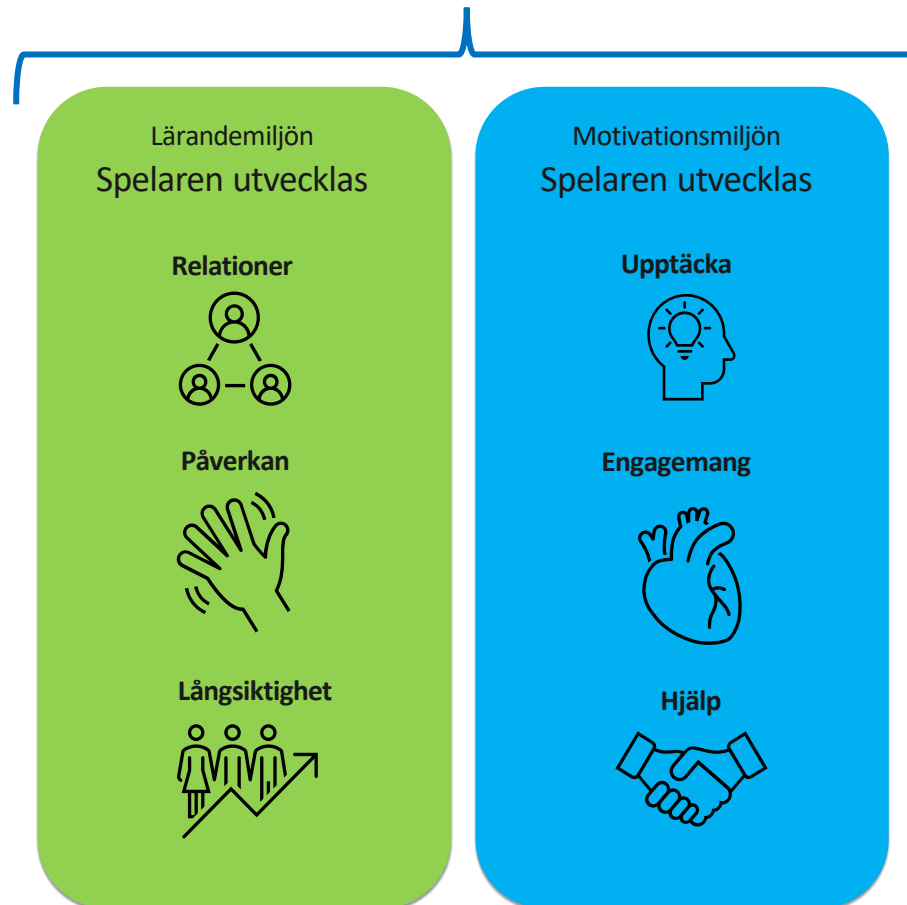 Lärandemiljön
Spelaren utvecklas
Relationer
Påverkan
Långsiktighet
Motivationsmiljön
Spelaren utvecklas
Upptäcka
Engagemang
Hjälp